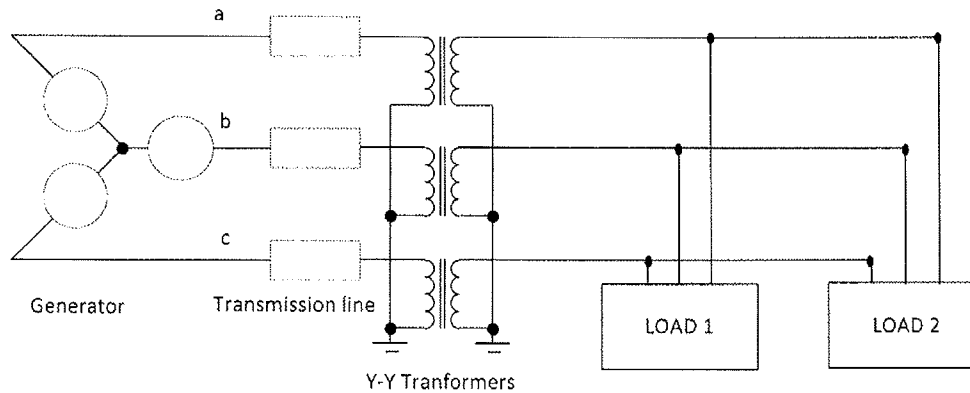 a
b
c
Generator
Transmission line
Y-Y Tranformers
LOAD 1
LOAD 2